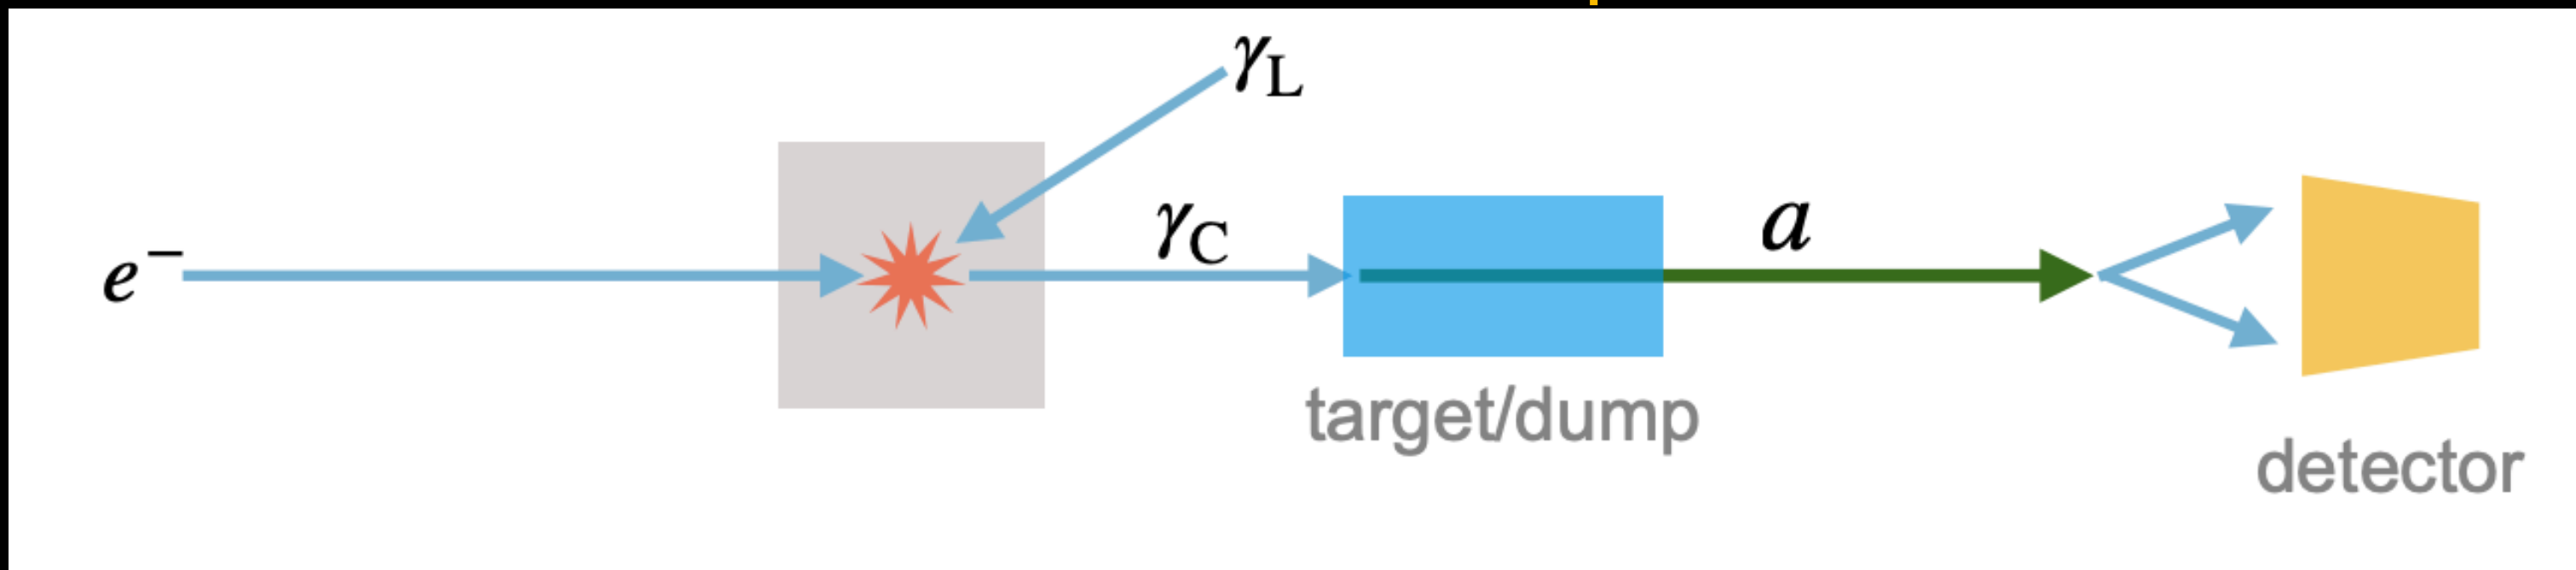 γL
e−
γC
a
target/dump
detector